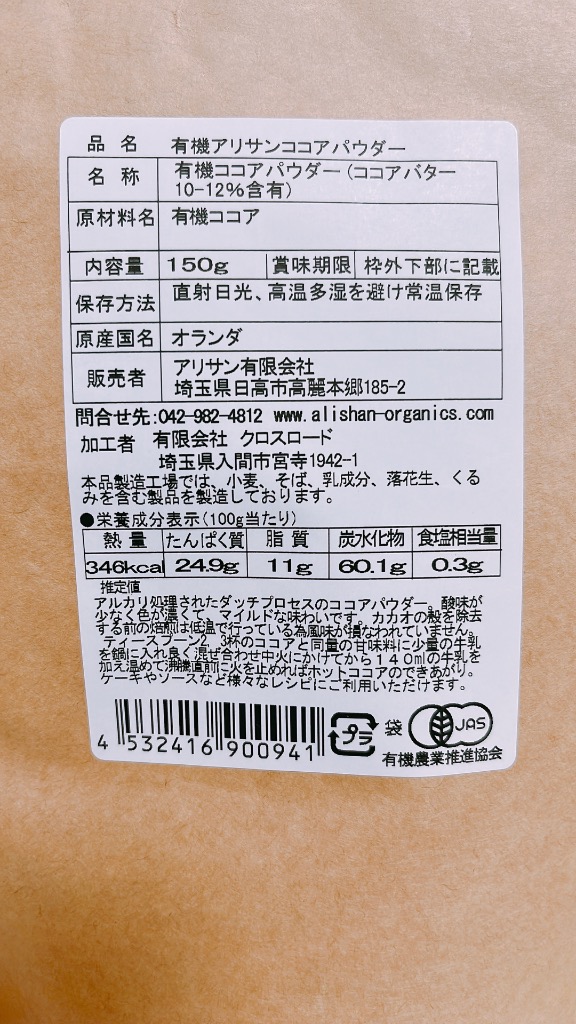 品名 有機アリサンココアパウダー
名称 有機ココアパウダー(ココアバター
10-12%含有)
原材料名 有機ココア
内容量 150g 賞味期限 枠外下部に記載
保存方法 直射日光、高温多湿を避け常温保存
原産国名 オランダ
販売者 アリサン有限会社
埼玉県日高市高麗本郷185-2
問合せ先:042-982-4812 www.alishan-organics.com
加工者 有限会社 クロスロード
埼玉県入間市宮寺1942-1
本品製造工場では、小麦、そば、乳成分、落花生、くる
みを含む製品を製造しております。
●栄養成分表示(100g当たり)
熱量 たんぱく質 脂質 炭水化物 食塩相当量
346kcal 24.9g 11g 60.1g 0.3g
推定値
アルカリ処理されたダッチプロセスのココアパウダー。酸味が
少なく色が濃くて、マイルドな味わいです。カカオの殻を除去
する前の焙煎は低温で行っている為風味が損なわれていません。
ティースプーン2、3杯のココアと同量の甘味料に少量の牛乳
を鍋に入れ良く混ぜ合わせ中火にかけてから140mlの牛乳を
加え温めて沸騰直前に火を止めればホットココアのできあがり。
ケーキやソースなど様々なレシピにご利用いただけます。
4 532416 900941
プラ 袋 JAS
有機農業推進協会